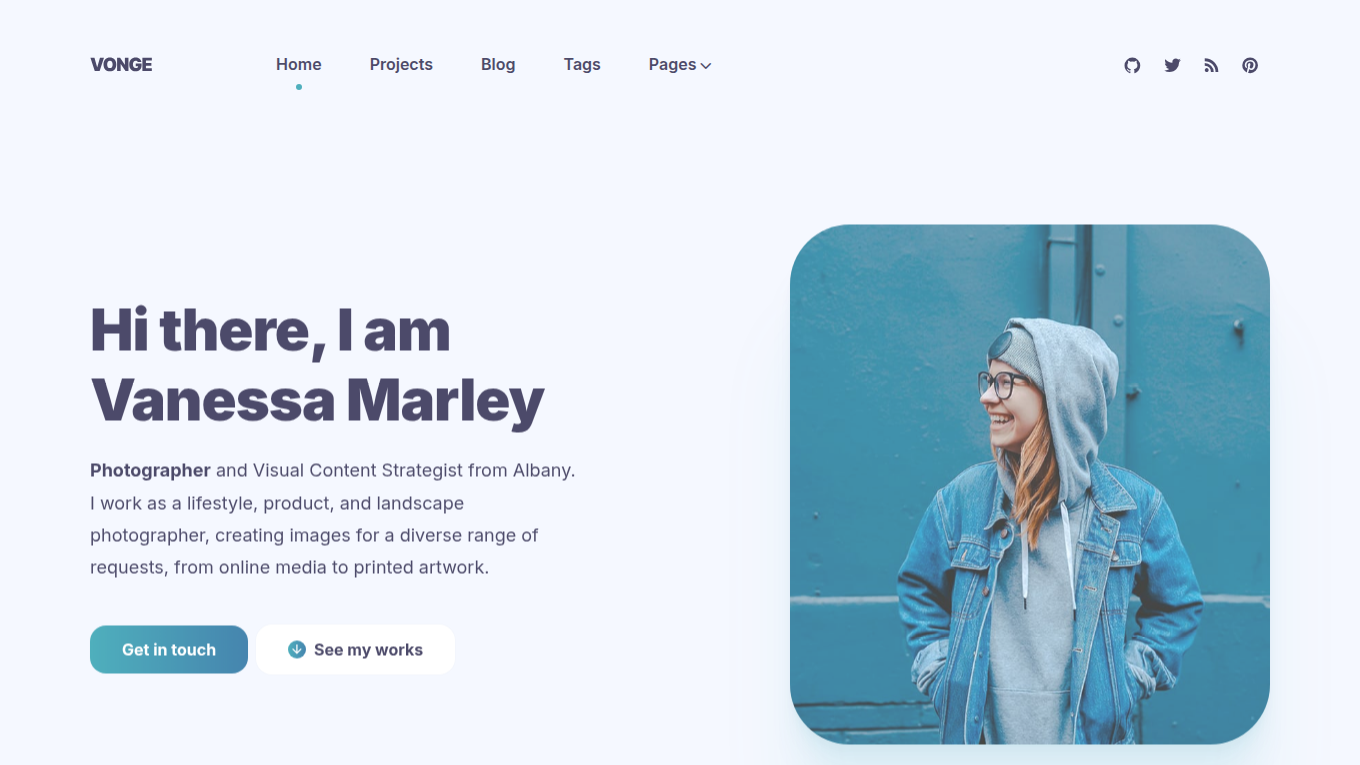 VONGE
Home
Projects
Blog
Tags
Pages
Hi there, I am
Vanessa Marley
Photographer and Visual Content Strategist from Albany.
I work as a lifestyle, product, and landscape
photographer, creating images for a diverse range of
requests, from online media to printed artwork.
Get in touch
See my works